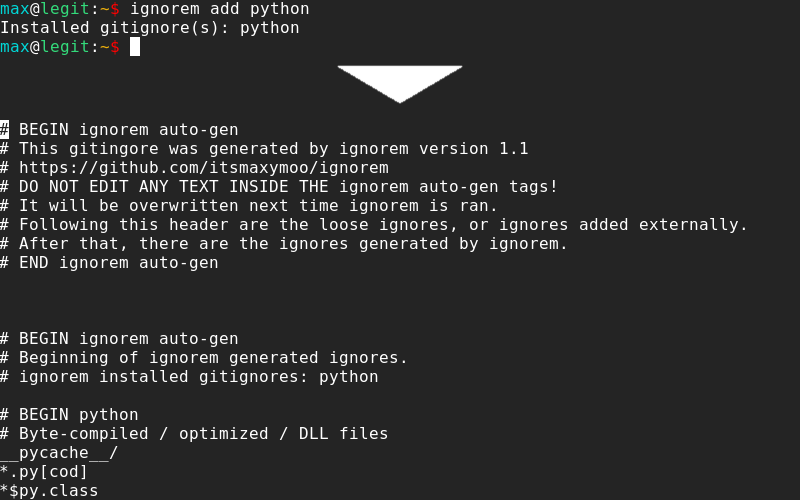 max@legit:~$ ignorem add python
Installed gitignore(s): python
max@legit:~$
# BEGIN ignorem auto-gen
# This gitingore was generated by ignorem version 1.1
# https://github.com/itsmaxymoo/ignorem
# DO NOT EDIT ANY TEXT INSIDE THE ignorem auto-gen tags!
# It will be overwritten next time ignorem is ran.
# Following this header are the loose ignores, or ignores added externally.
# After that, there are the ignores generated by ignorem.
# END ignorem auto-gen
# BEGIN ignorem auto-gen
# Beginning of ignorem generated ignores.
# ignorem installed gitignores: python
# BEGIN python
# Byte-compiled / optimized / DLL files
__pycache__/
*.py[cod]
*$py.class